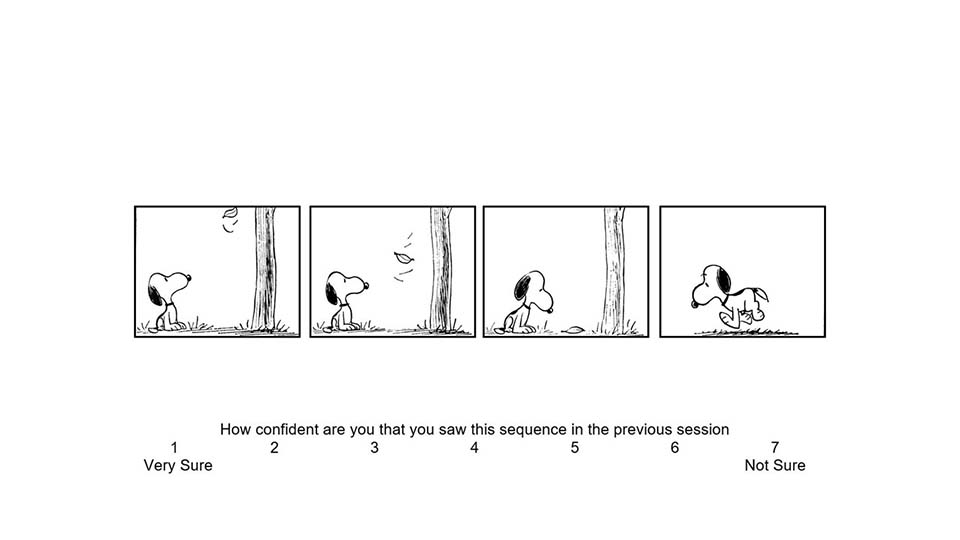 How confident are you that you saw this sequence in the previous session
1 2 3 4 5 6 7
Very Sure Not Sure